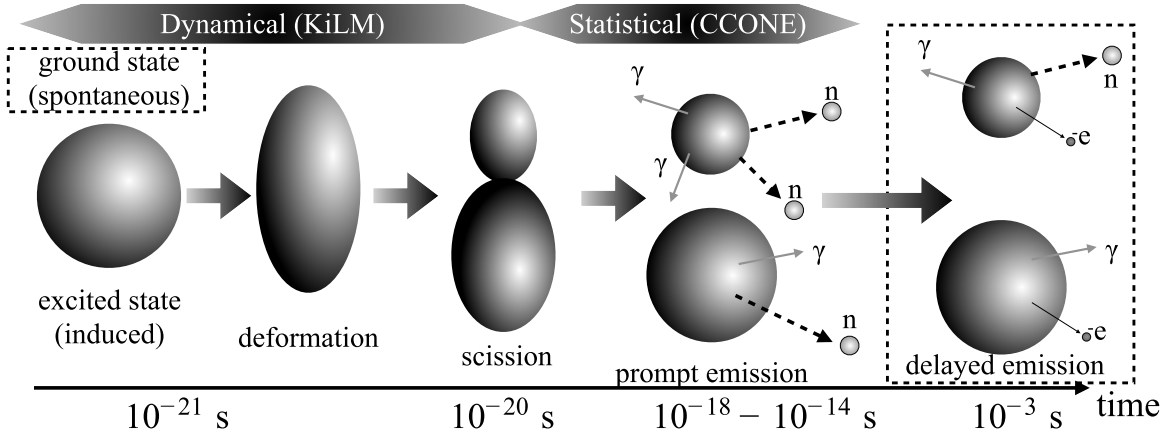 Dynamical (KiLM)
Statistical (CCONE)
ground state
(spontaneous)
excited state
(induced)
deformation
scission
γ
n
γ
n
γ
n
prompt emission
γ
n
-e
γ
-e
delayed emission
10⁻²¹ s
10⁻²⁰ s
10⁻¹⁸ − 10⁻¹⁴ s
10⁻³ s
time